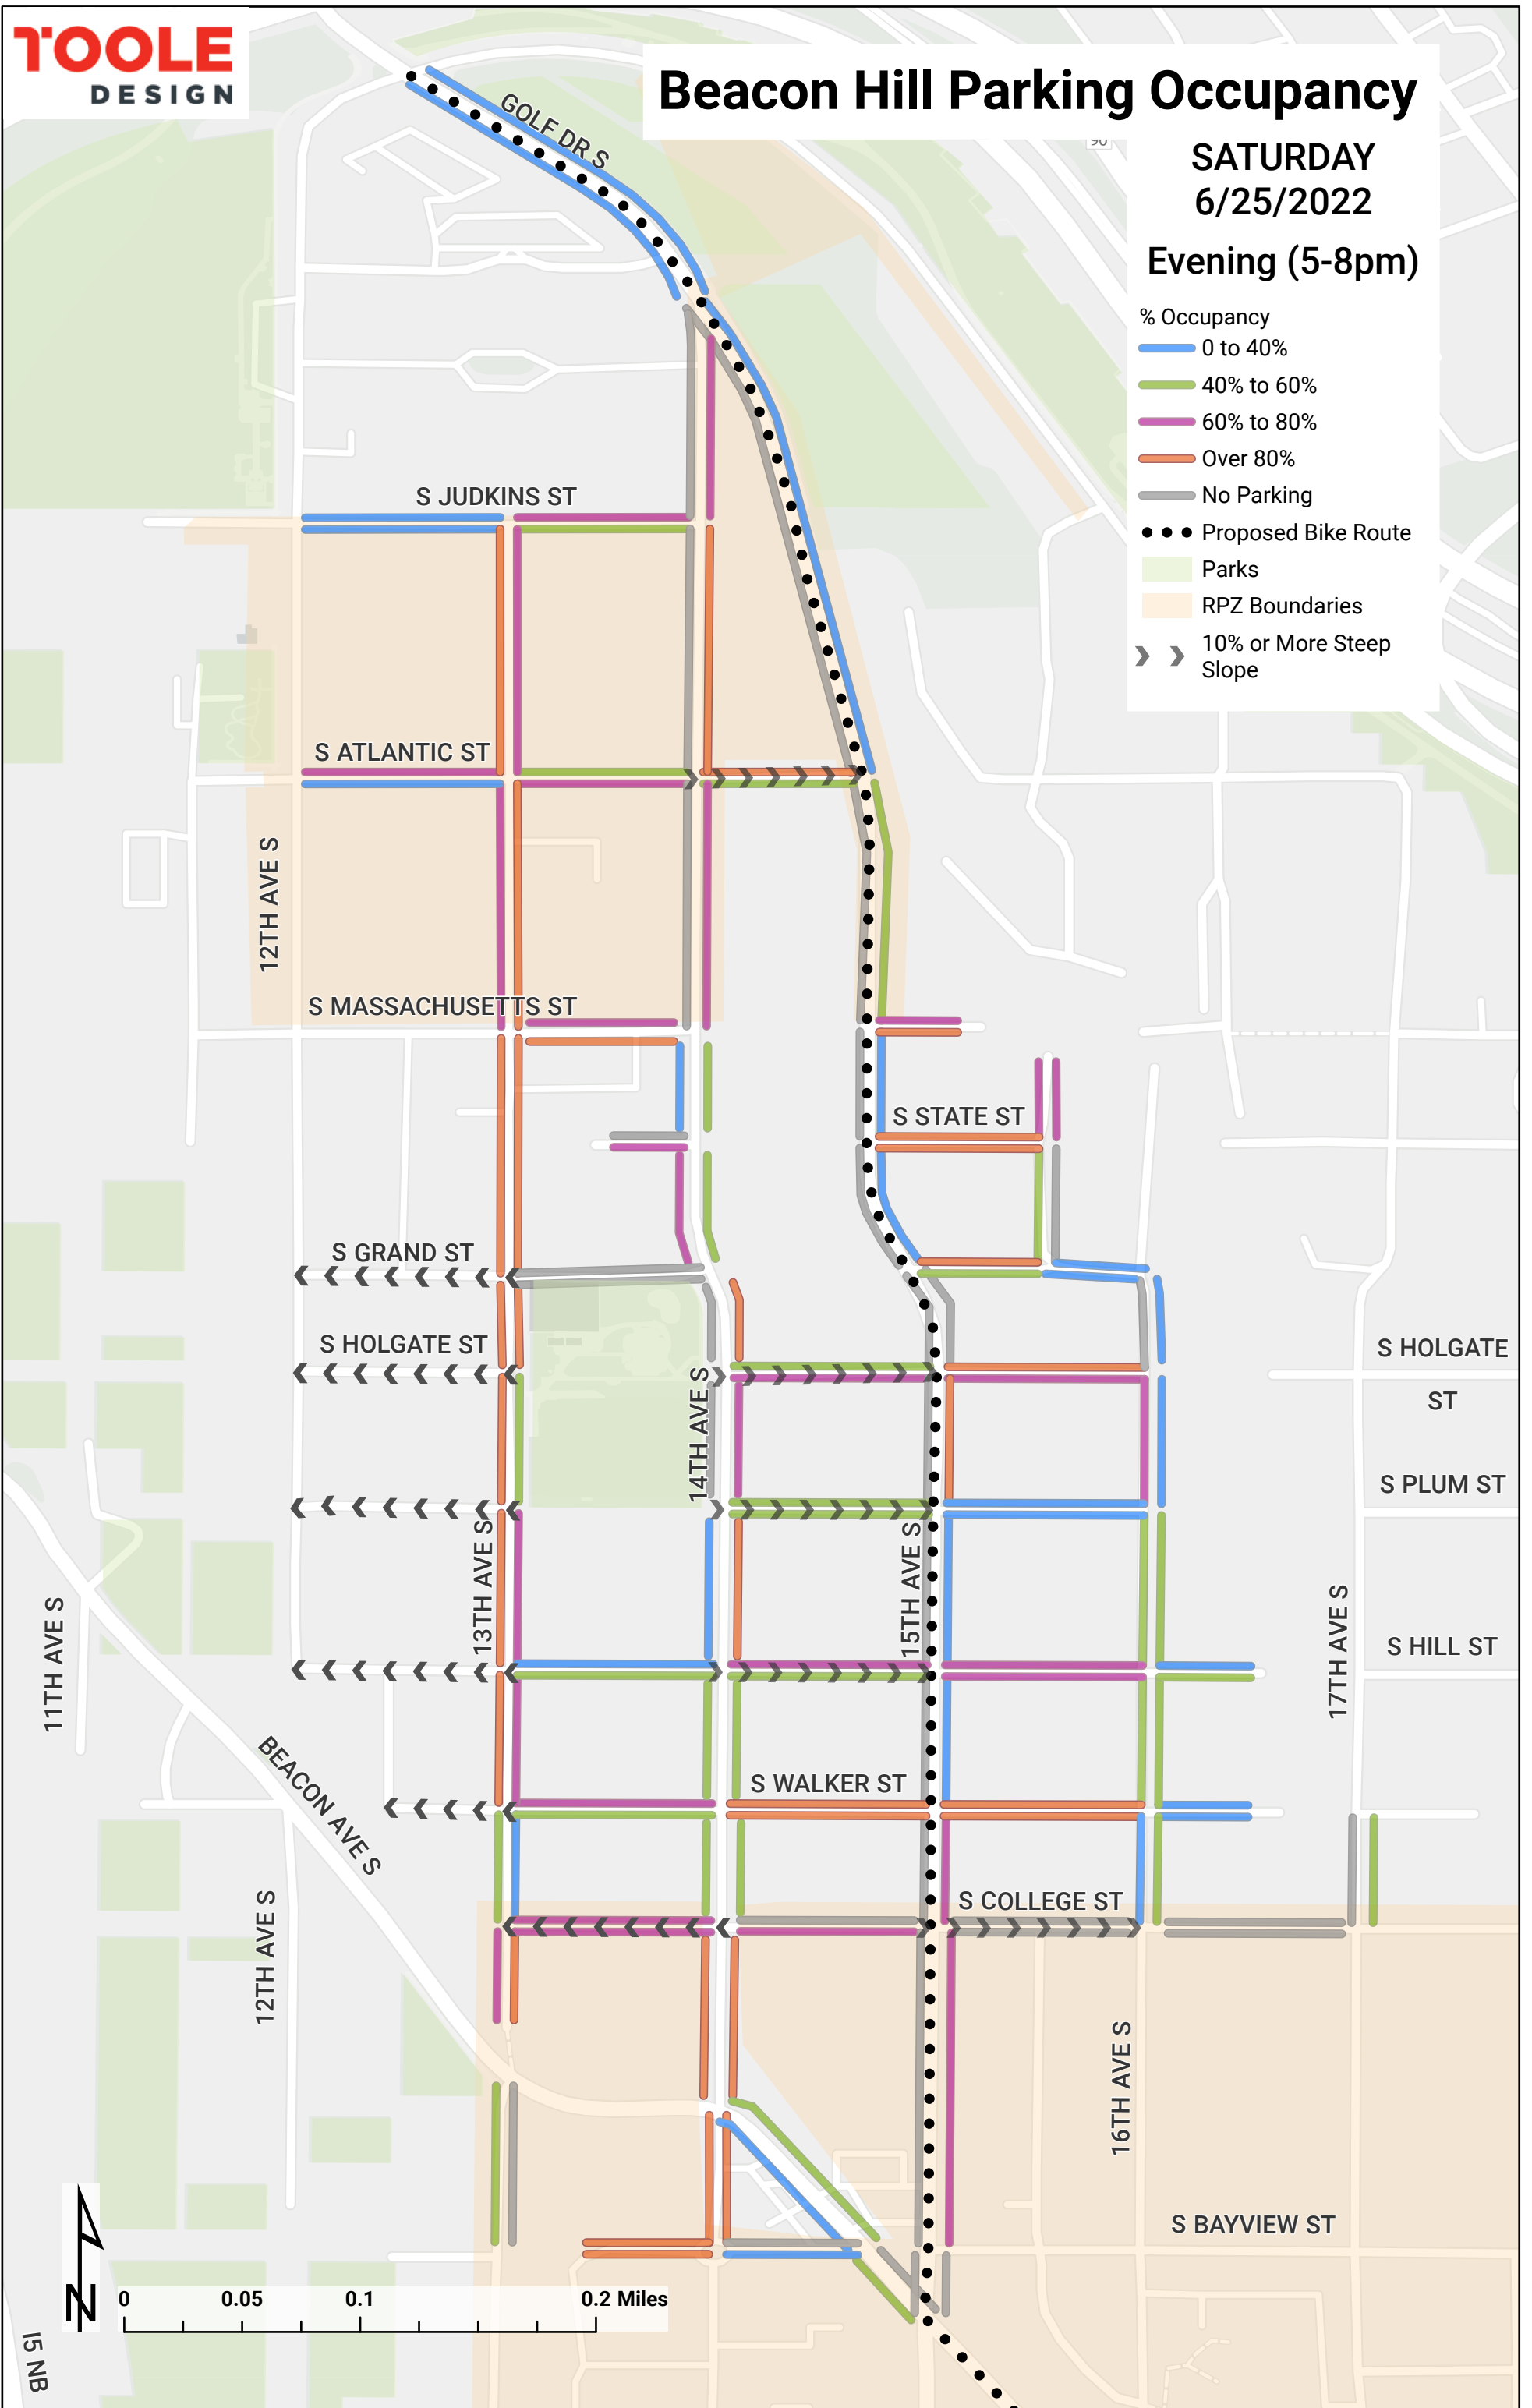 TOOLE
DESIGN
Beacon Hill Parking Occupancy
SATURDAY
6/25/2022
Evening (5-8pm)
% Occupancy
0 to 40%
40% to 60%
60% to 80%
Over 80%
No Parking
Proposed Bike Route
Parks
RPZ Boundaries
10% or More Steep
Slope
90
GOLF DR S
S JUDKINS ST
S ATLANTIC ST
12TH AVE S
S MASSACHUSETTS ST
S STATE ST
S GRAND ST
S HOLGATE ST
S HOLGATE
ST
14TH AVE S
S PLUM ST
13TH AVE S
15TH AVE S
11TH AVE S
17TH AVE S
S HILL ST
BEACON AVE S
S WALKER ST
12TH AVE S
S COLLEGE ST
16TH AVE S
S BAYVIEW ST
N
0 0.05 0.1 0.2 Miles
I5 NB